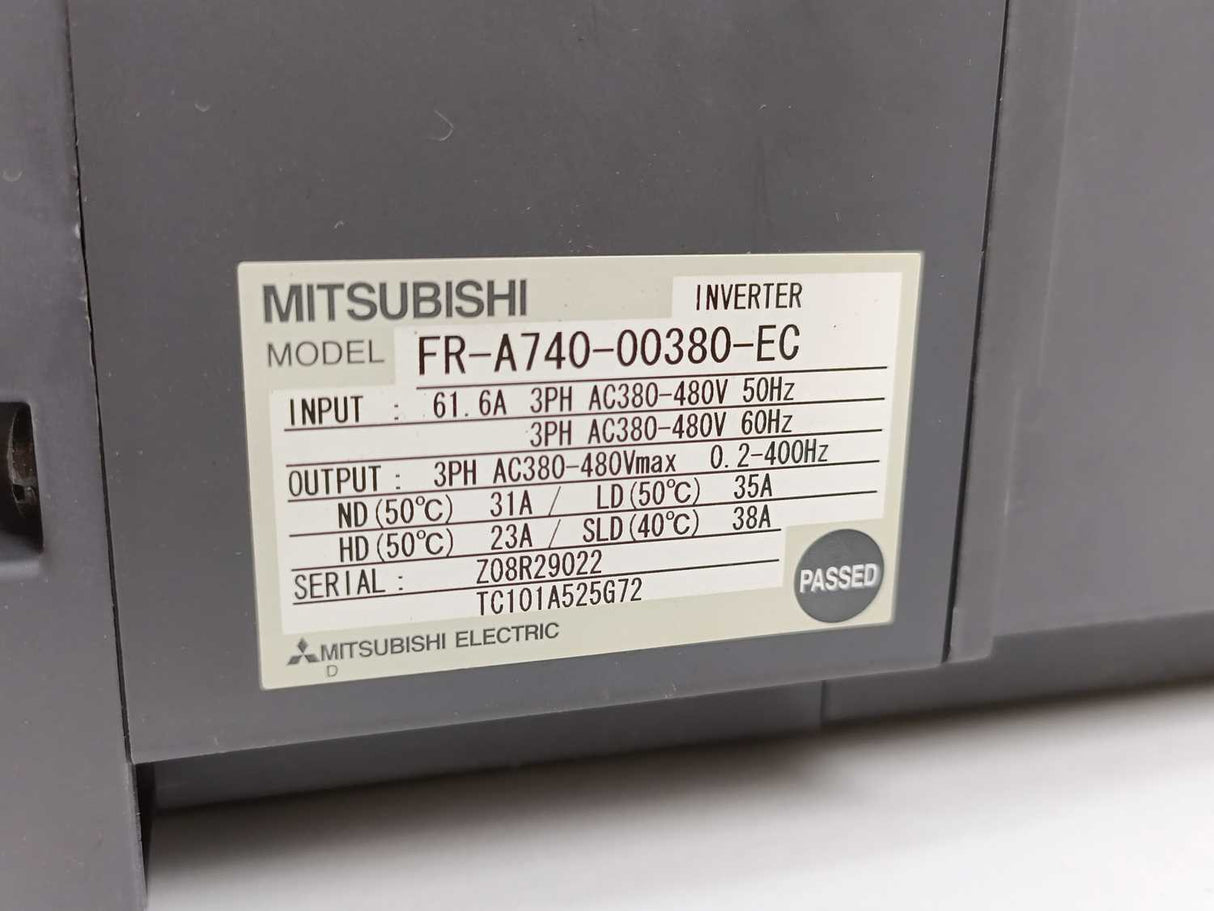 MITSUBISHI INVERTER
MODEL FR-A740-00380-EC
INPUT : 61.6A 3PH AC380-480V 50Hz
3PH AC380-480V 60Hz
OUTPUT : 3PH AC380-480Vmax 0.2-400Hz
ND(50℃) 31A / LD(50℃) 35A
HD(50℃) 23A / SLD(40℃) 38A
SERIAL : Z08R29022
TC101A525G72
PASSED
MITSUBISHI ELECTRIC
D